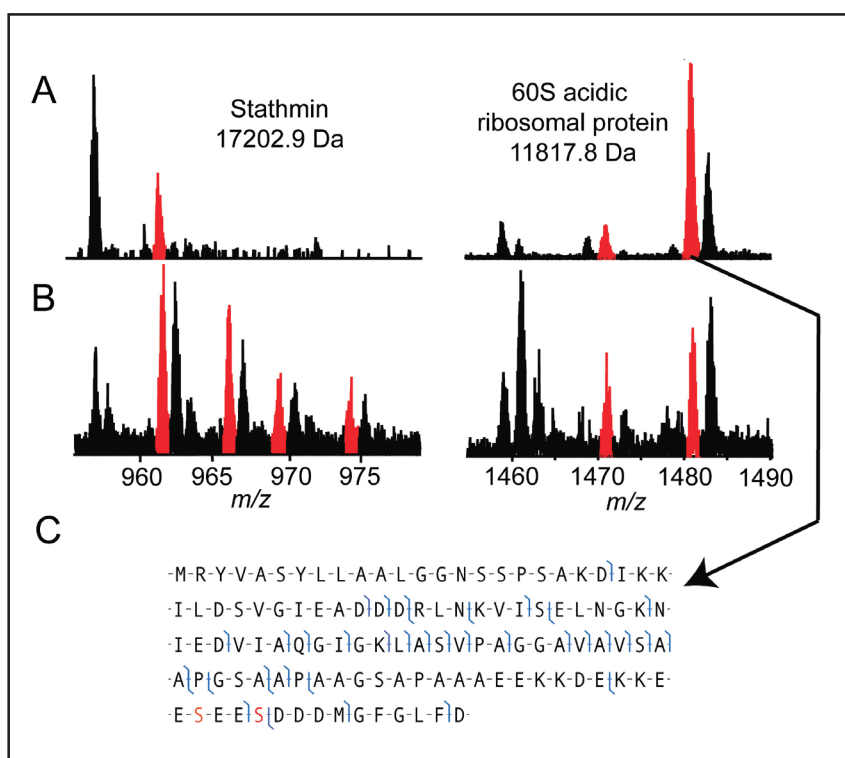 A
Stathmin
17202.9 Da
60S acidic
ribosomal protein
11817.8 Da
B
960 965 970 975
m/z
1460 1470 1480 1490
m/z
C
-M-R-Y-V-A-S-Y-L-L-A-A-L-G-G-N-S-S-P-S-A-K-D-I-K-K-
I-L-D-S-V-G-I-E-A-D-D-D-R-L-N-K-V-I-S-E-L-N-G-K-N-
I-E-D-V-I-A-Q-G-I-G-K-L-A-S-V-P-A-G-G-A-V-A-V-S-A-
A-P-G-S-A-A-P-A-A-G-S-A-P-A-A-A-E-E-K-K-D-E-K-K-E-
E-S-E-E-S-D-D-D-M-G-F-G-L-F-D-